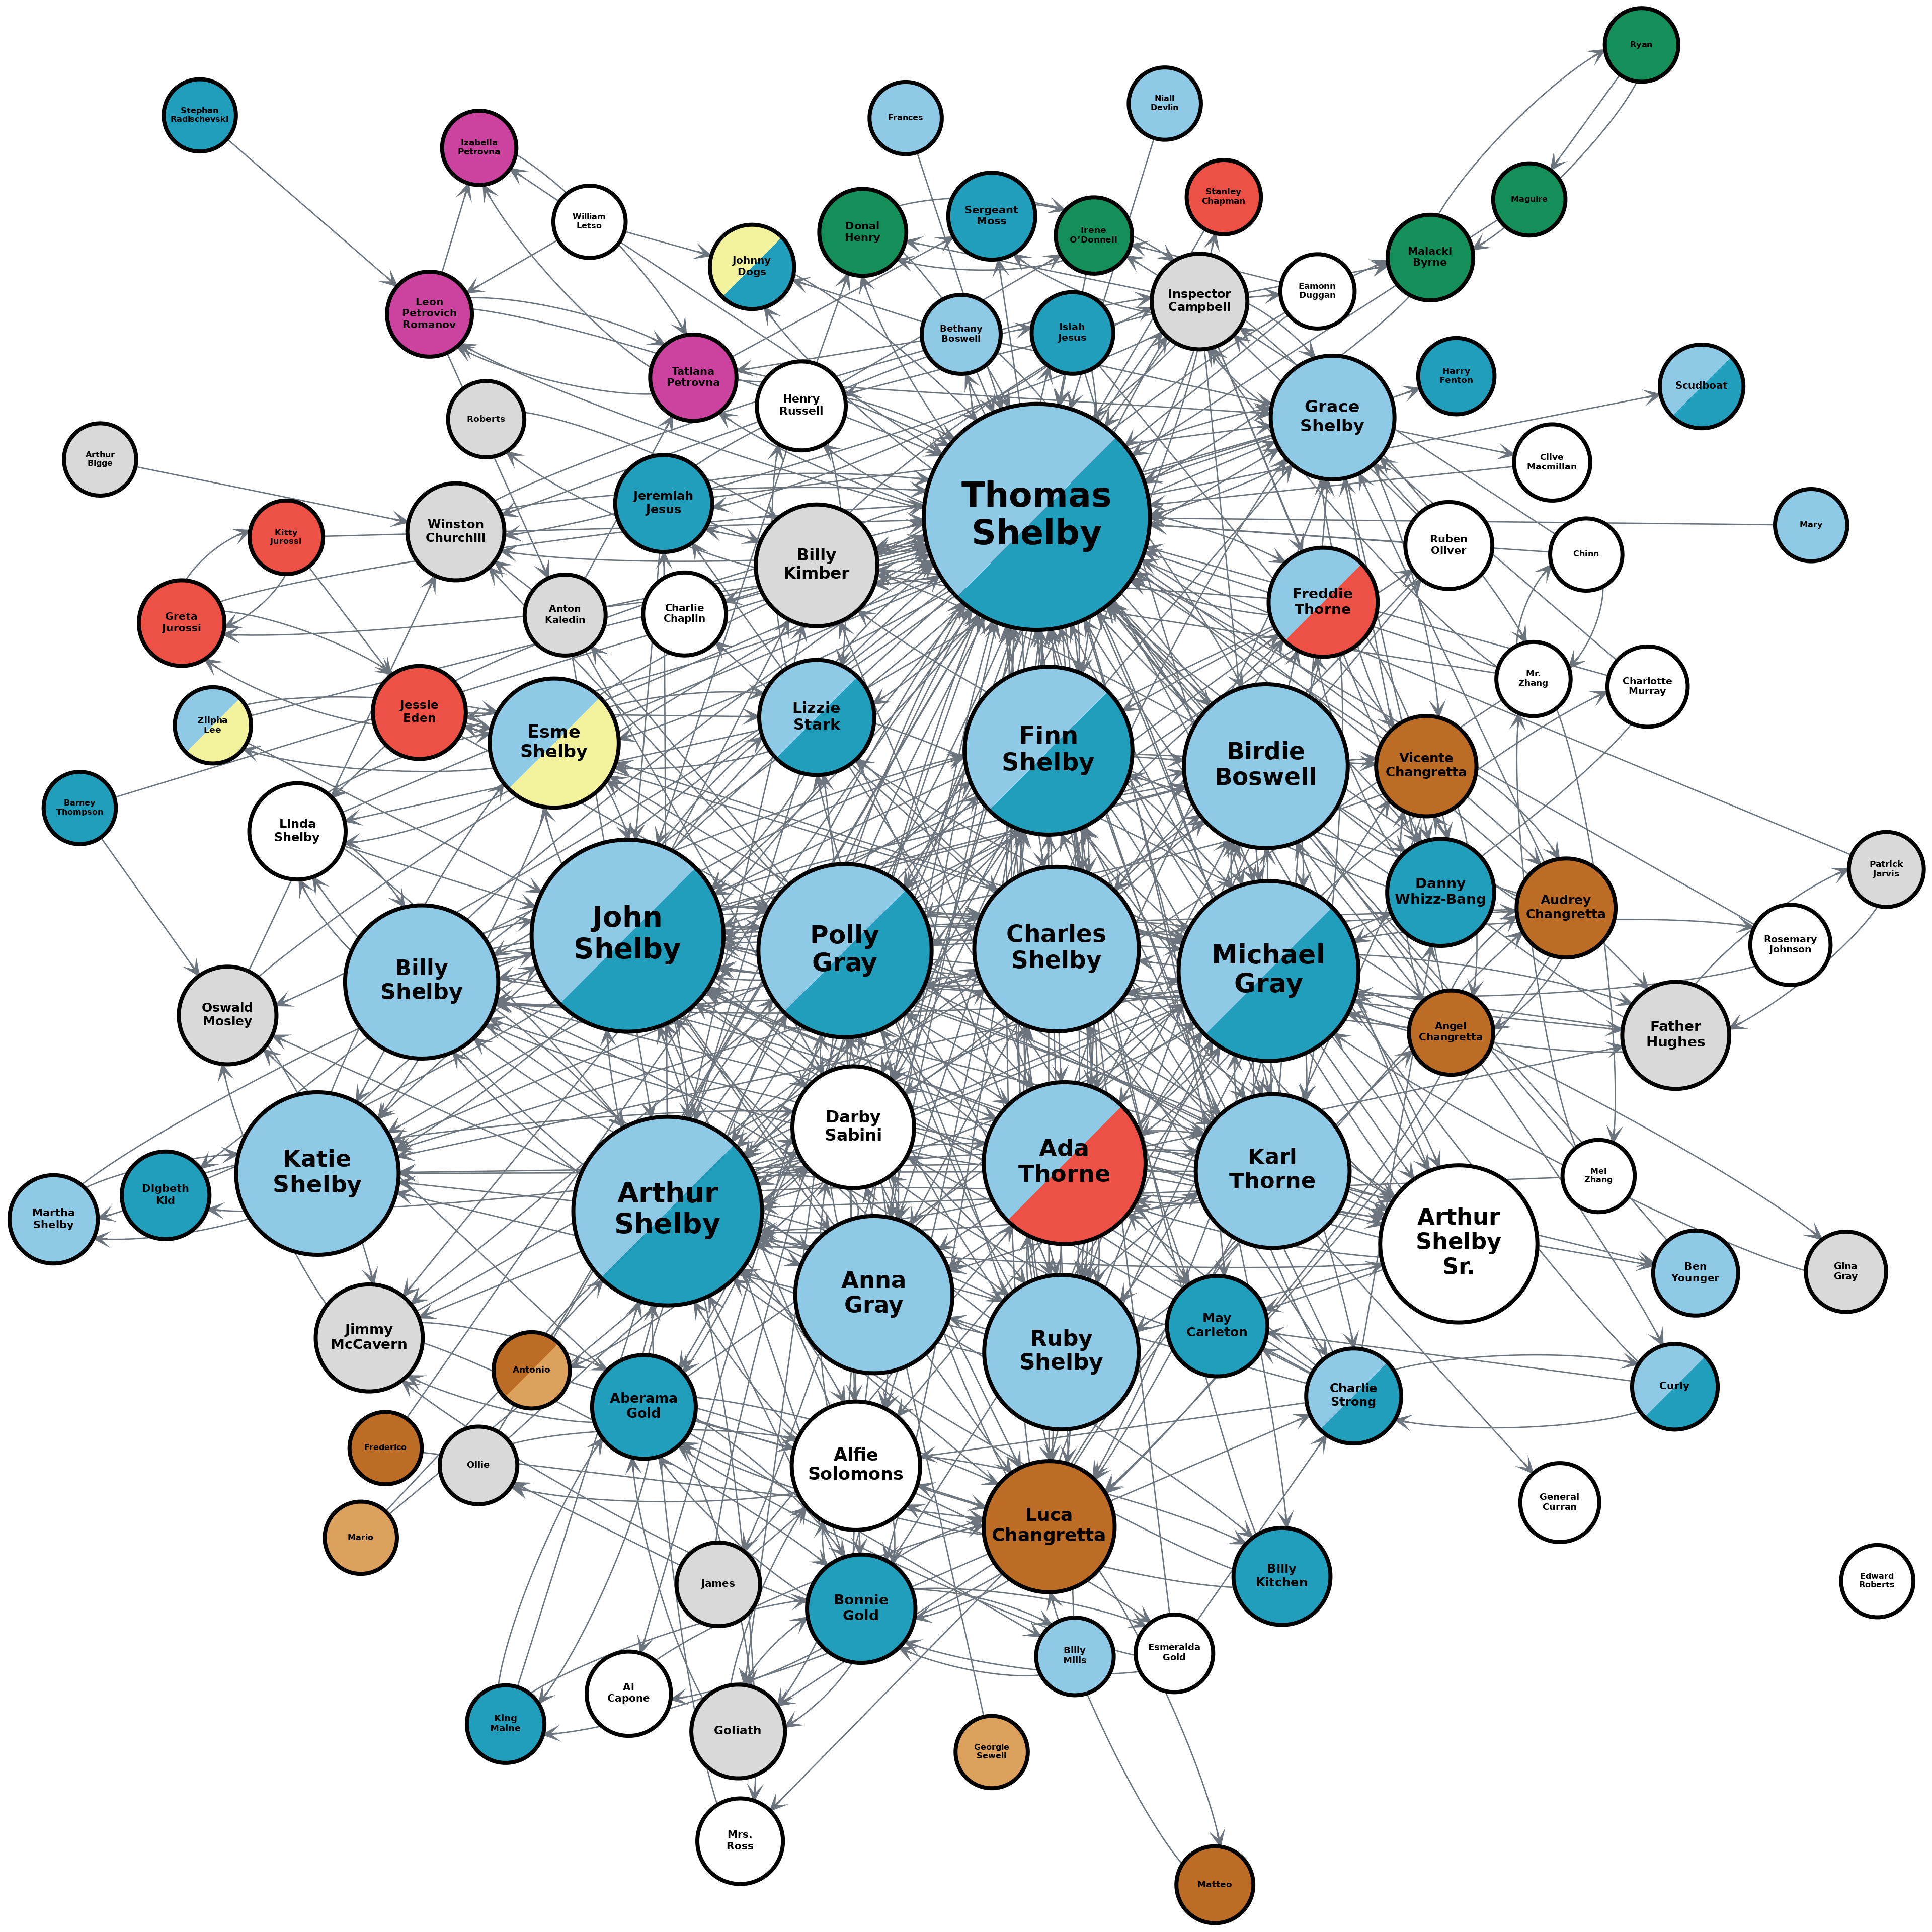 Ryan
Stephan
Radischevski
Niall
Devlin
Frances
Izabella
Petrovna
Stanley
Chapman
Maguire
William
Letso
Sergeant
Moss
Donal
Henry
Irene
O'Donnell
Malacki
Byrne
Johnny
Dogs
Eamonn
Duggan
Inspector
Campbell
Leon
Petrovich
Romanov
Bethany
Boswell
Isiah
Jesus
Tatiana
Petrovna
Harry
Fenton
Scudboat
Henry
Russell
Grace
Shelby
Roberts
Arthur
Bigge
Clive
Macmillan
Jeremiah
Jesus
Thomas
Shelby
Mary
Winston
Churchill
Kitty
Jurossi
Ruben
Oliver
Chinn
Billy
Kimber
Freddie
Thorne
Anton
Kaledin
Charlie
Chaplin
Greta
Jurossi
Mr.
Zhang
Charlotte
Murray
Jessie
Eden
Zilpha
Lee
Lizzie
Stark
Esme
Shelby
Finn
Shelby
Birdie
Boswell
Vicente
Changretta
Barney
Thompson
Linda
Shelby
Patrick
Jarvis
Danny
Whizz-Bang
Audrey
Changretta
John
Shelby
Polly
Gray
Charles
Shelby
Michael
Gray
Rosemary
Johnson
Billy
Shelby
Oswald
Mosley
Angel
Changretta
Father
Hughes
Darby
Sabini
Ada
Thorne
Karl
Thorne
Katie
Shelby
Mei
Zhang
Digbeth
Kid
Martha
Shelby
Arthur
Shelby
Arthur
Shelby
Sr.
Ben
Younger
Gina
Gray
Anna
Gray
Jimmy
McCavern
May
Carleton
Ruby
Shelby
Antonio
Charlie
Strong
Curly
Aberama
Gold
Frederico
Ollie
Alfie
Solomons
General
Curran
Luca
Changretta
Mario
Billy
Kitchen
Edward
Roberts
James
Bonnie
Gold
Billy
Mills
Esmeralda
Gold
Al
Capone
King
Maine
Goliath
Georgie
Sewell
Mrs.
Ross
Matteo